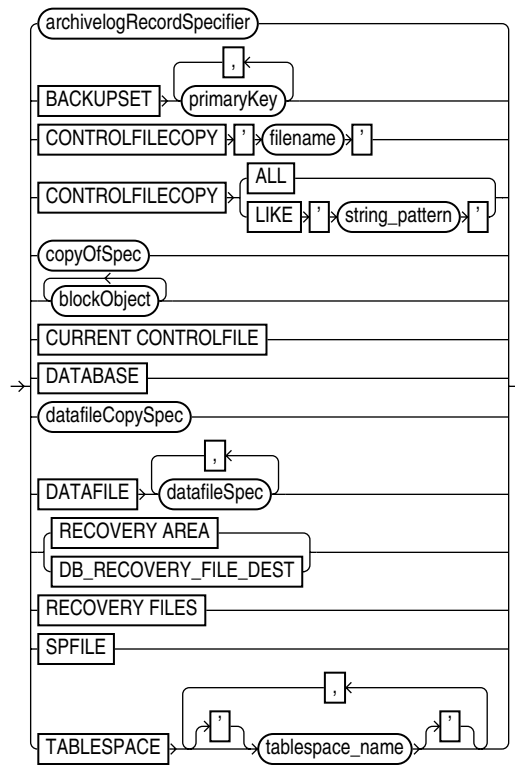 archivelogRecordSpecifier
,
BACKUPSET primaryKey
CONTROLFILECOPY ’ filename ’
ALL
CONTROLFILECOPY
LIKE ’ string_pattern ’
copyOfSpec
blockObject
CURRENT CONTROLFILE
DATABASE
datafileCopySpec
,
DATAFILE datafileSpec
RECOVERY AREA
DB_RECOVERY_FILE_DEST
RECOVERY FILES
SPFILE
,
’ ’
TABLESPACE tablespace_name